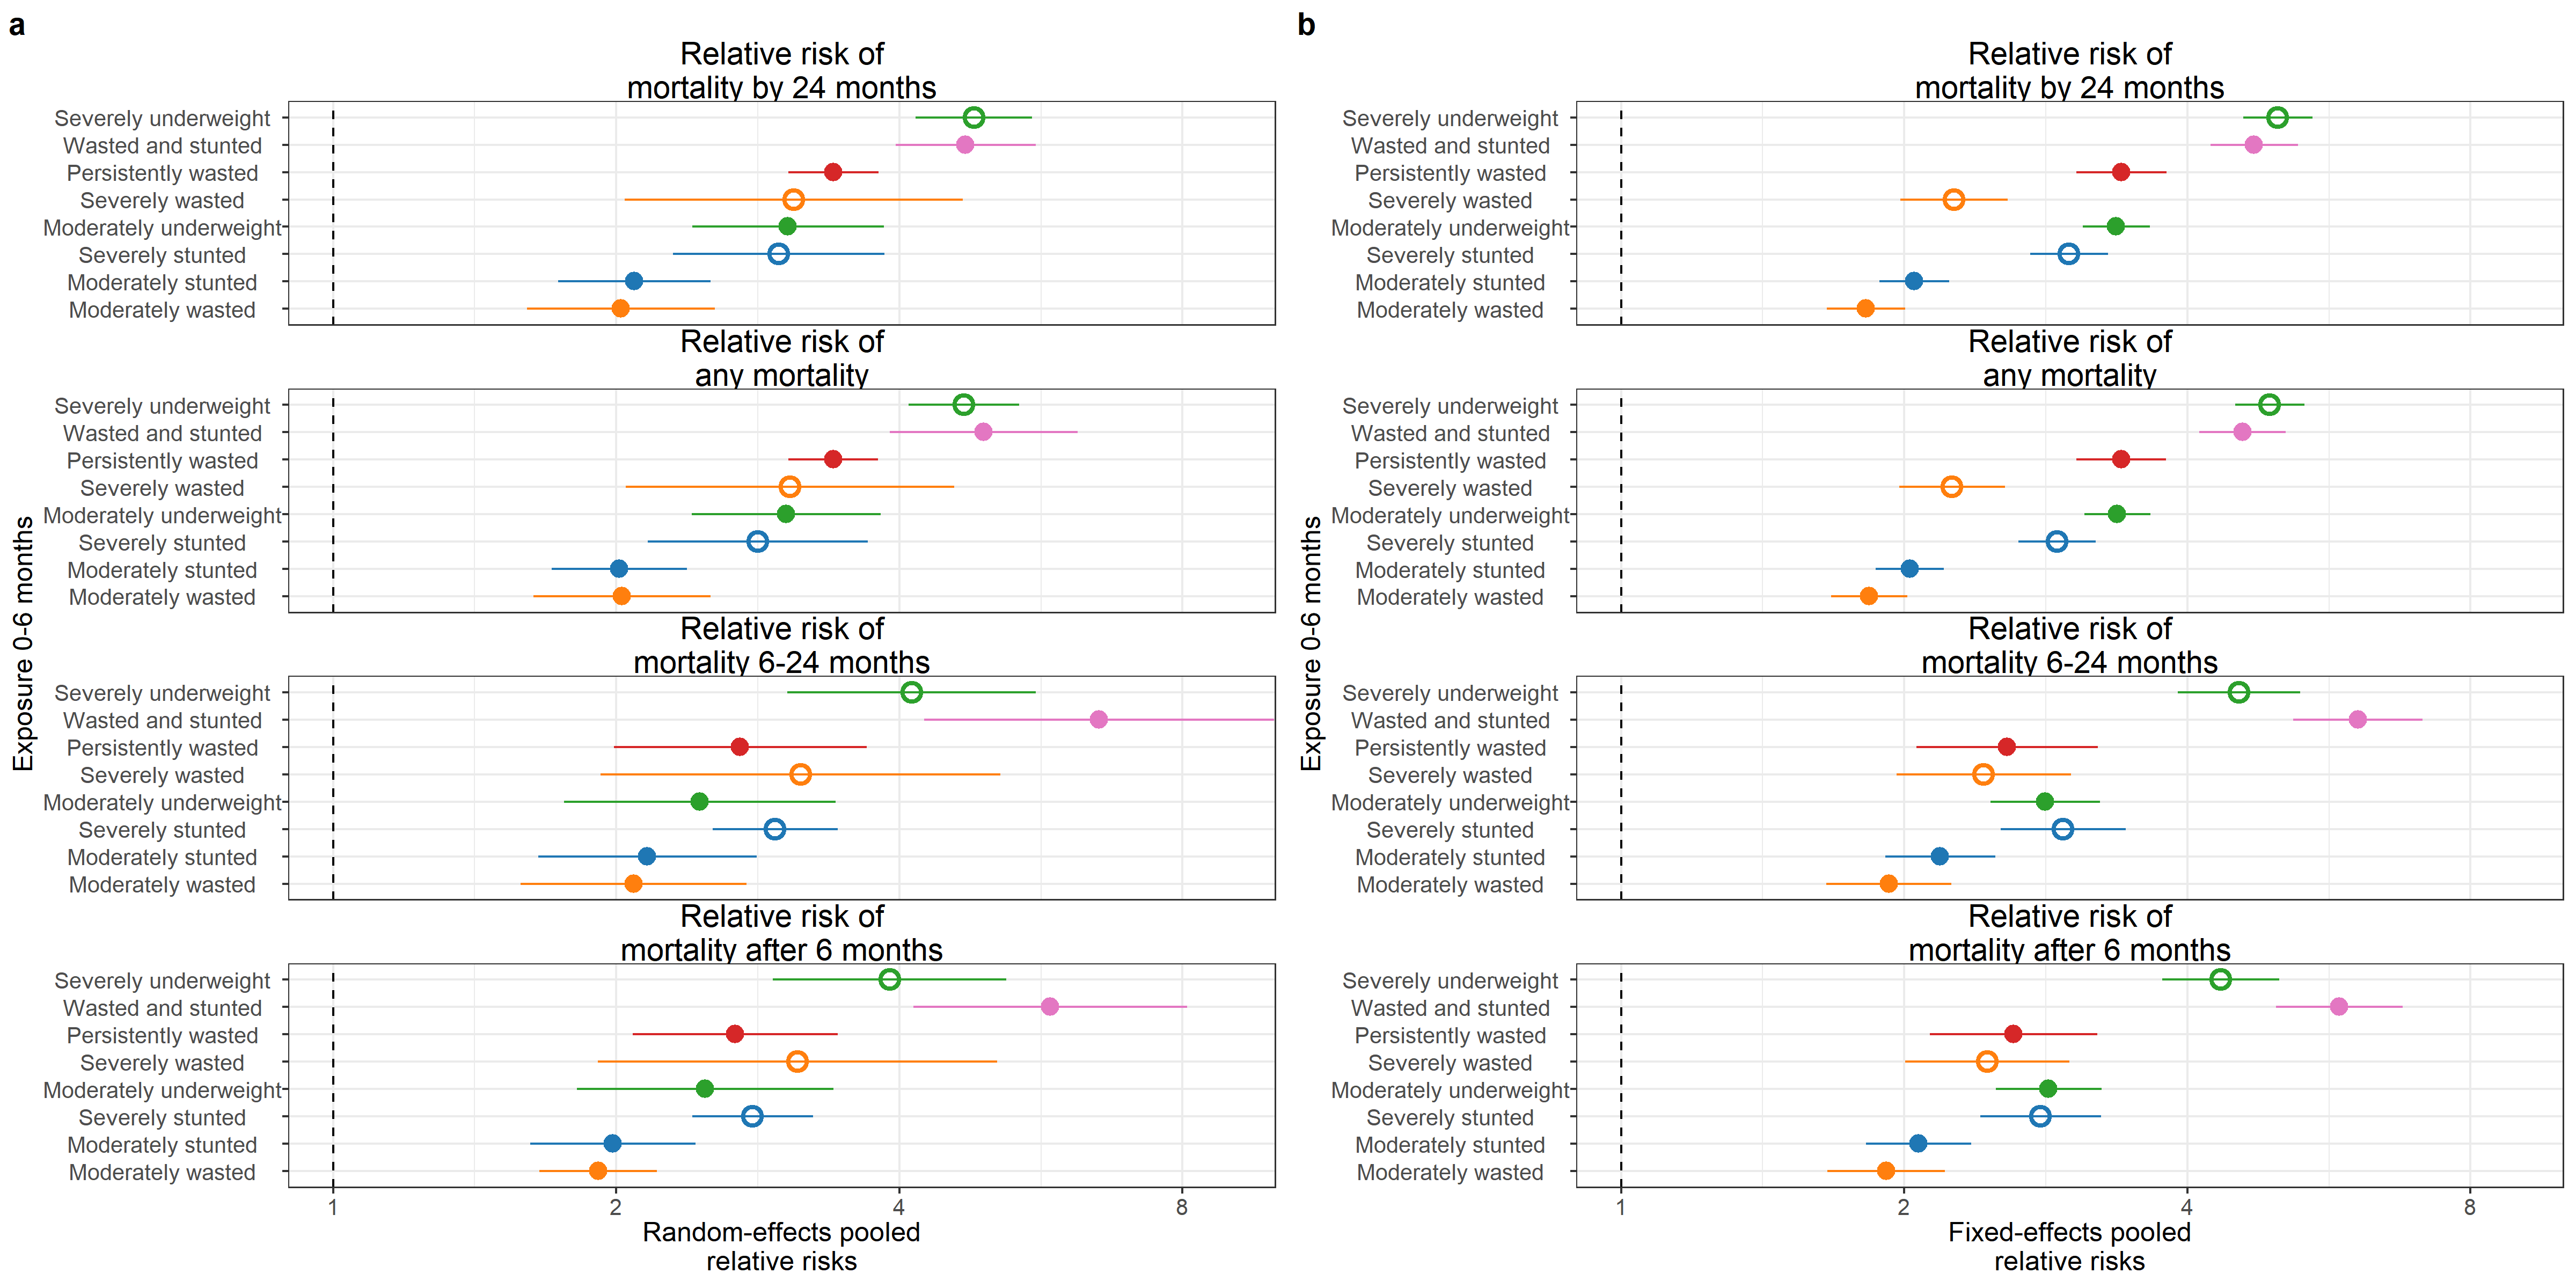 a
Relative risk of
mortality by 24 months
Severely underweight
Wasted and stunted
Persistently wasted
Severely wasted
Moderately underweight
Severely stunted
Moderately stunted
Moderately wasted
Relative risk of
any mortality
Severely underweight
Wasted and stunted
Persistently wasted
Severely wasted
Moderately underweight
Severely stunted
Moderately stunted
Moderately wasted
Relative risk of
mortality 6-24 months
Severely underweight
Wasted and stunted
Persistently wasted
Severely wasted
Moderately underweight
Severely stunted
Moderately stunted
Moderately wasted
Relative risk of
mortality after 6 months
Severely underweight
Wasted and stunted
Persistently wasted
Severely wasted
Moderately underweight
Severely stunted
Moderately stunted
Moderately wasted
Exposure 0-6 months
1 2 4 8
Random-effects pooled
relative risks
b
Relative risk of
mortality by 24 months
Severely underweight
Wasted and stunted
Persistently wasted
Severely wasted
Moderately underweight
Severely stunted
Moderately stunted
Moderately wasted
Relative risk of
any mortality
Severely underweight
Wasted and stunted
Persistently wasted
Severely wasted
Moderately underweight
Severely stunted
Moderately stunted
Moderately wasted
Relative risk of
mortality 6-24 months
Severely underweight
Wasted and stunted
Persistently wasted
Severely wasted
Moderately underweight
Severely stunted
Moderately stunted
Moderately wasted
Relative risk of
mortality after 6 months
Severely underweight
Wasted and stunted
Persistently wasted
Severely wasted
Moderately underweight
Severely stunted
Moderately stunted
Moderately wasted
Exposure 0-6 months
1 2 4 8
Fixed-effects pooled
relative risks